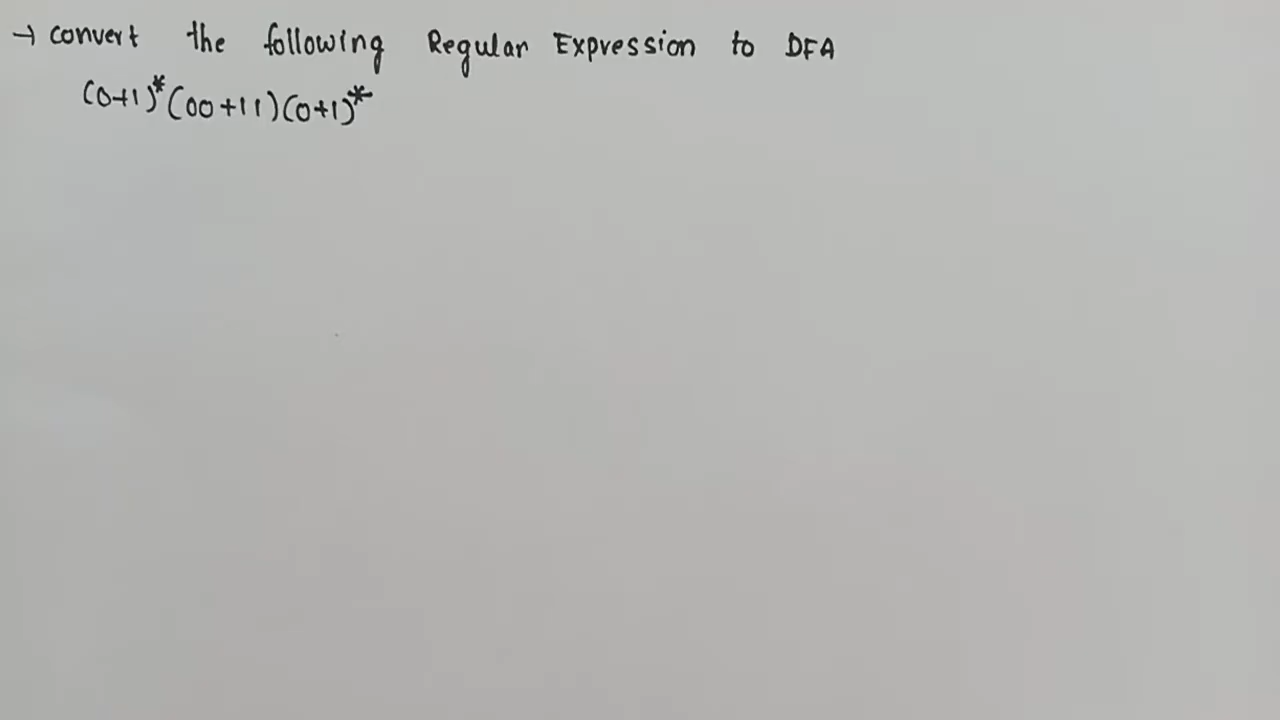 → convert the following Regular Expression to DFA
(0+1)*(00+11)(0+1)*